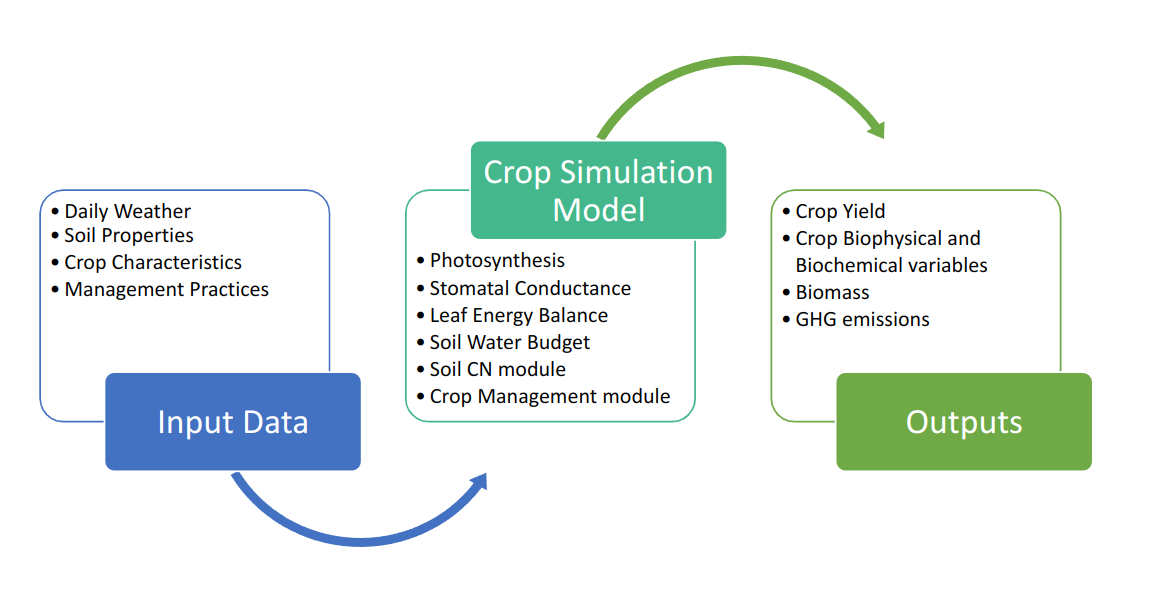 • Daily Weather
• Soil Properties
• Crop Characteristics
• Management Practices
Input Data
Crop Simulation
Model
• Photosynthesis
• Stomatal Conductance
• Leaf Energy Balance
• Soil Water Budget
• Soil CN module
• Crop Management module
• Crop Yield
• Crop Biophysical and
Biochemical variables
• Biomass
• GHG emissions
Outputs